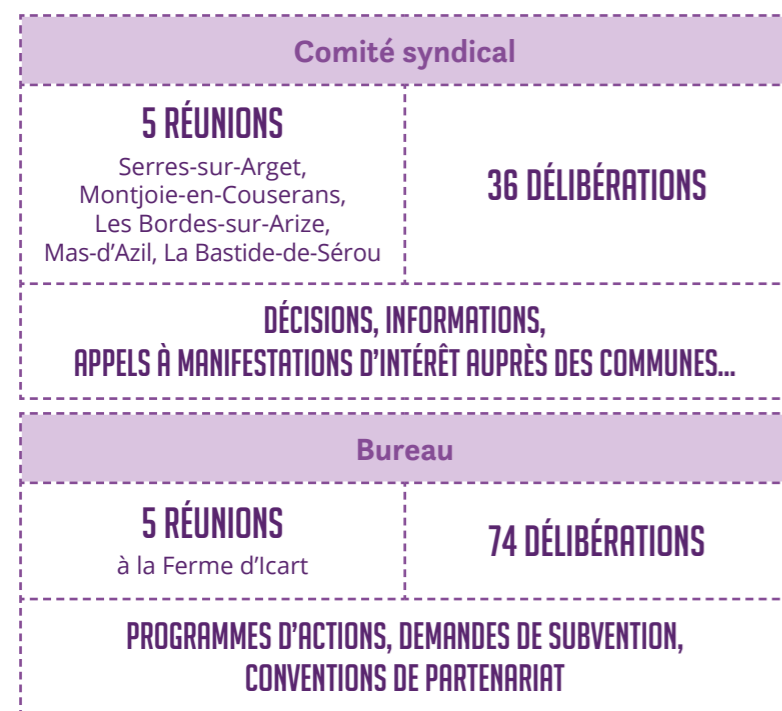 Comité syndical
5 RÉUNIONS
Serres-sur-Arget,
Montjoie-en-Couserans,
Les Bordes-sur-Arize,
Mas-d’Azil, La Bastide-de-Sérou
36 DÉLIBÉRATIONS
DÉCISIONS, INFORMATIONS,
APPELS À MANIFESTATIONS D’INTÉRÊT AUPRÈS DES COMMUNES...
Bureau
5 RÉUNIONS
à la Ferme d’Icart
74 DÉLIBÉRATIONS
PROGRAMMES D’ACTIONS, DEMANDES DE SUBVENTION,
CONVENTIONS DE PARTENARIAT